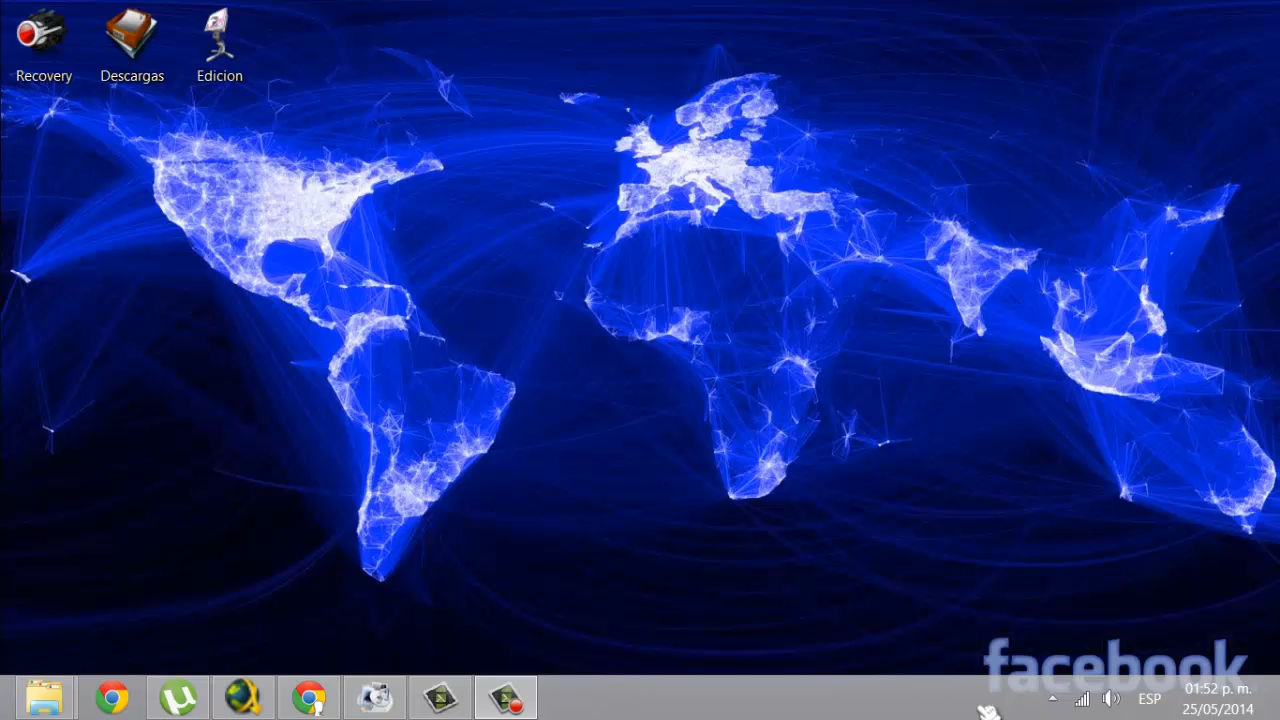 Recovery
Descargas
Edicion
facebook
ESP
01:52 p. m.
25/05/2014